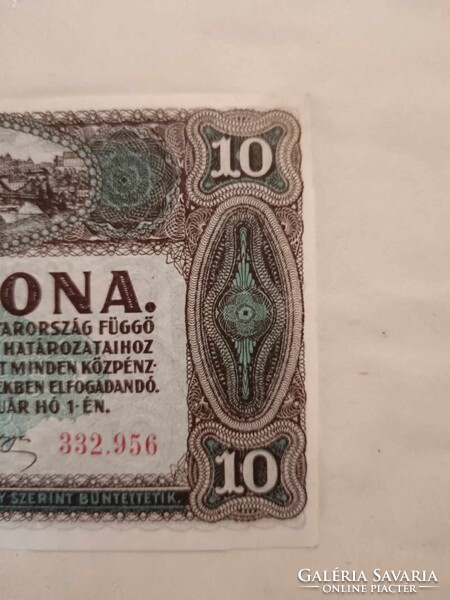 10
ONA.
YARORSZÁG FÜGGŐ
HATÁROZATAIHOZ
T MINDEN KÖZPÉNZ-
EKBEN ELFOGADANDÓ.
UÁR HÓ 1-ÉN.
332.956
Y SZERINT BÜNTETTETIK.
10
GALÉRIA SAVARIA
ONLINE PIACTÉR